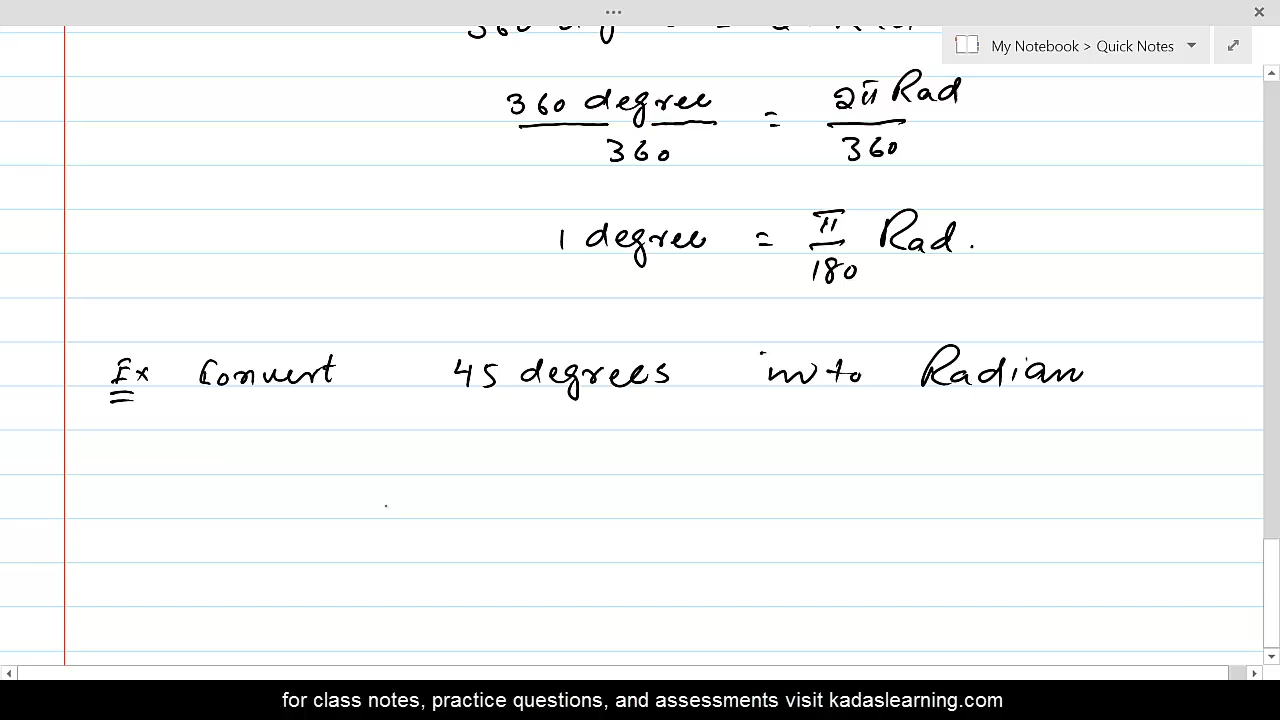 My Notebook > Quick Notes
360 degree = 2π Rad
360 360
1 degree = π Rad.
180
Ex Convert 45 degrees into Radian
for class notes, practice questions, and assessments visit kadaslearning.com